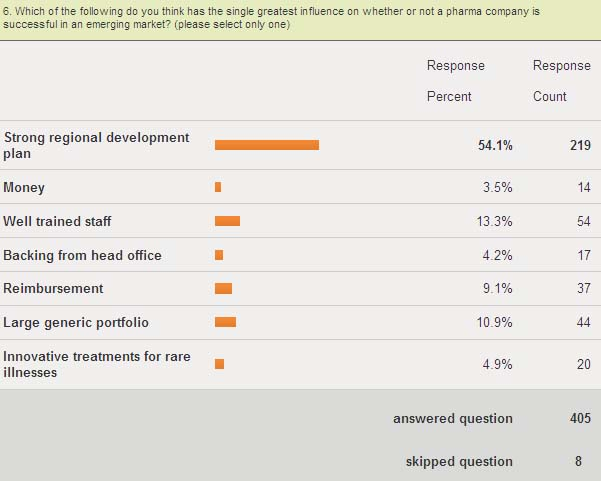 6. Which of the following do you think has the single greatest influence on whether or not a pharma company is
successful in an emerging market? (please select only one)
Response Response
Percent Count
Strong regional development
plan 54.1% 219
Money 3.5% 14
Well trained staff 13.3% 54
Backing from head office 4.2% 17
Reimbursement 9.1% 37
Large generic portfolio 10.9% 44
Innovative treatments for rare
illnesses 4.9% 20
answered question 405
skipped question 8